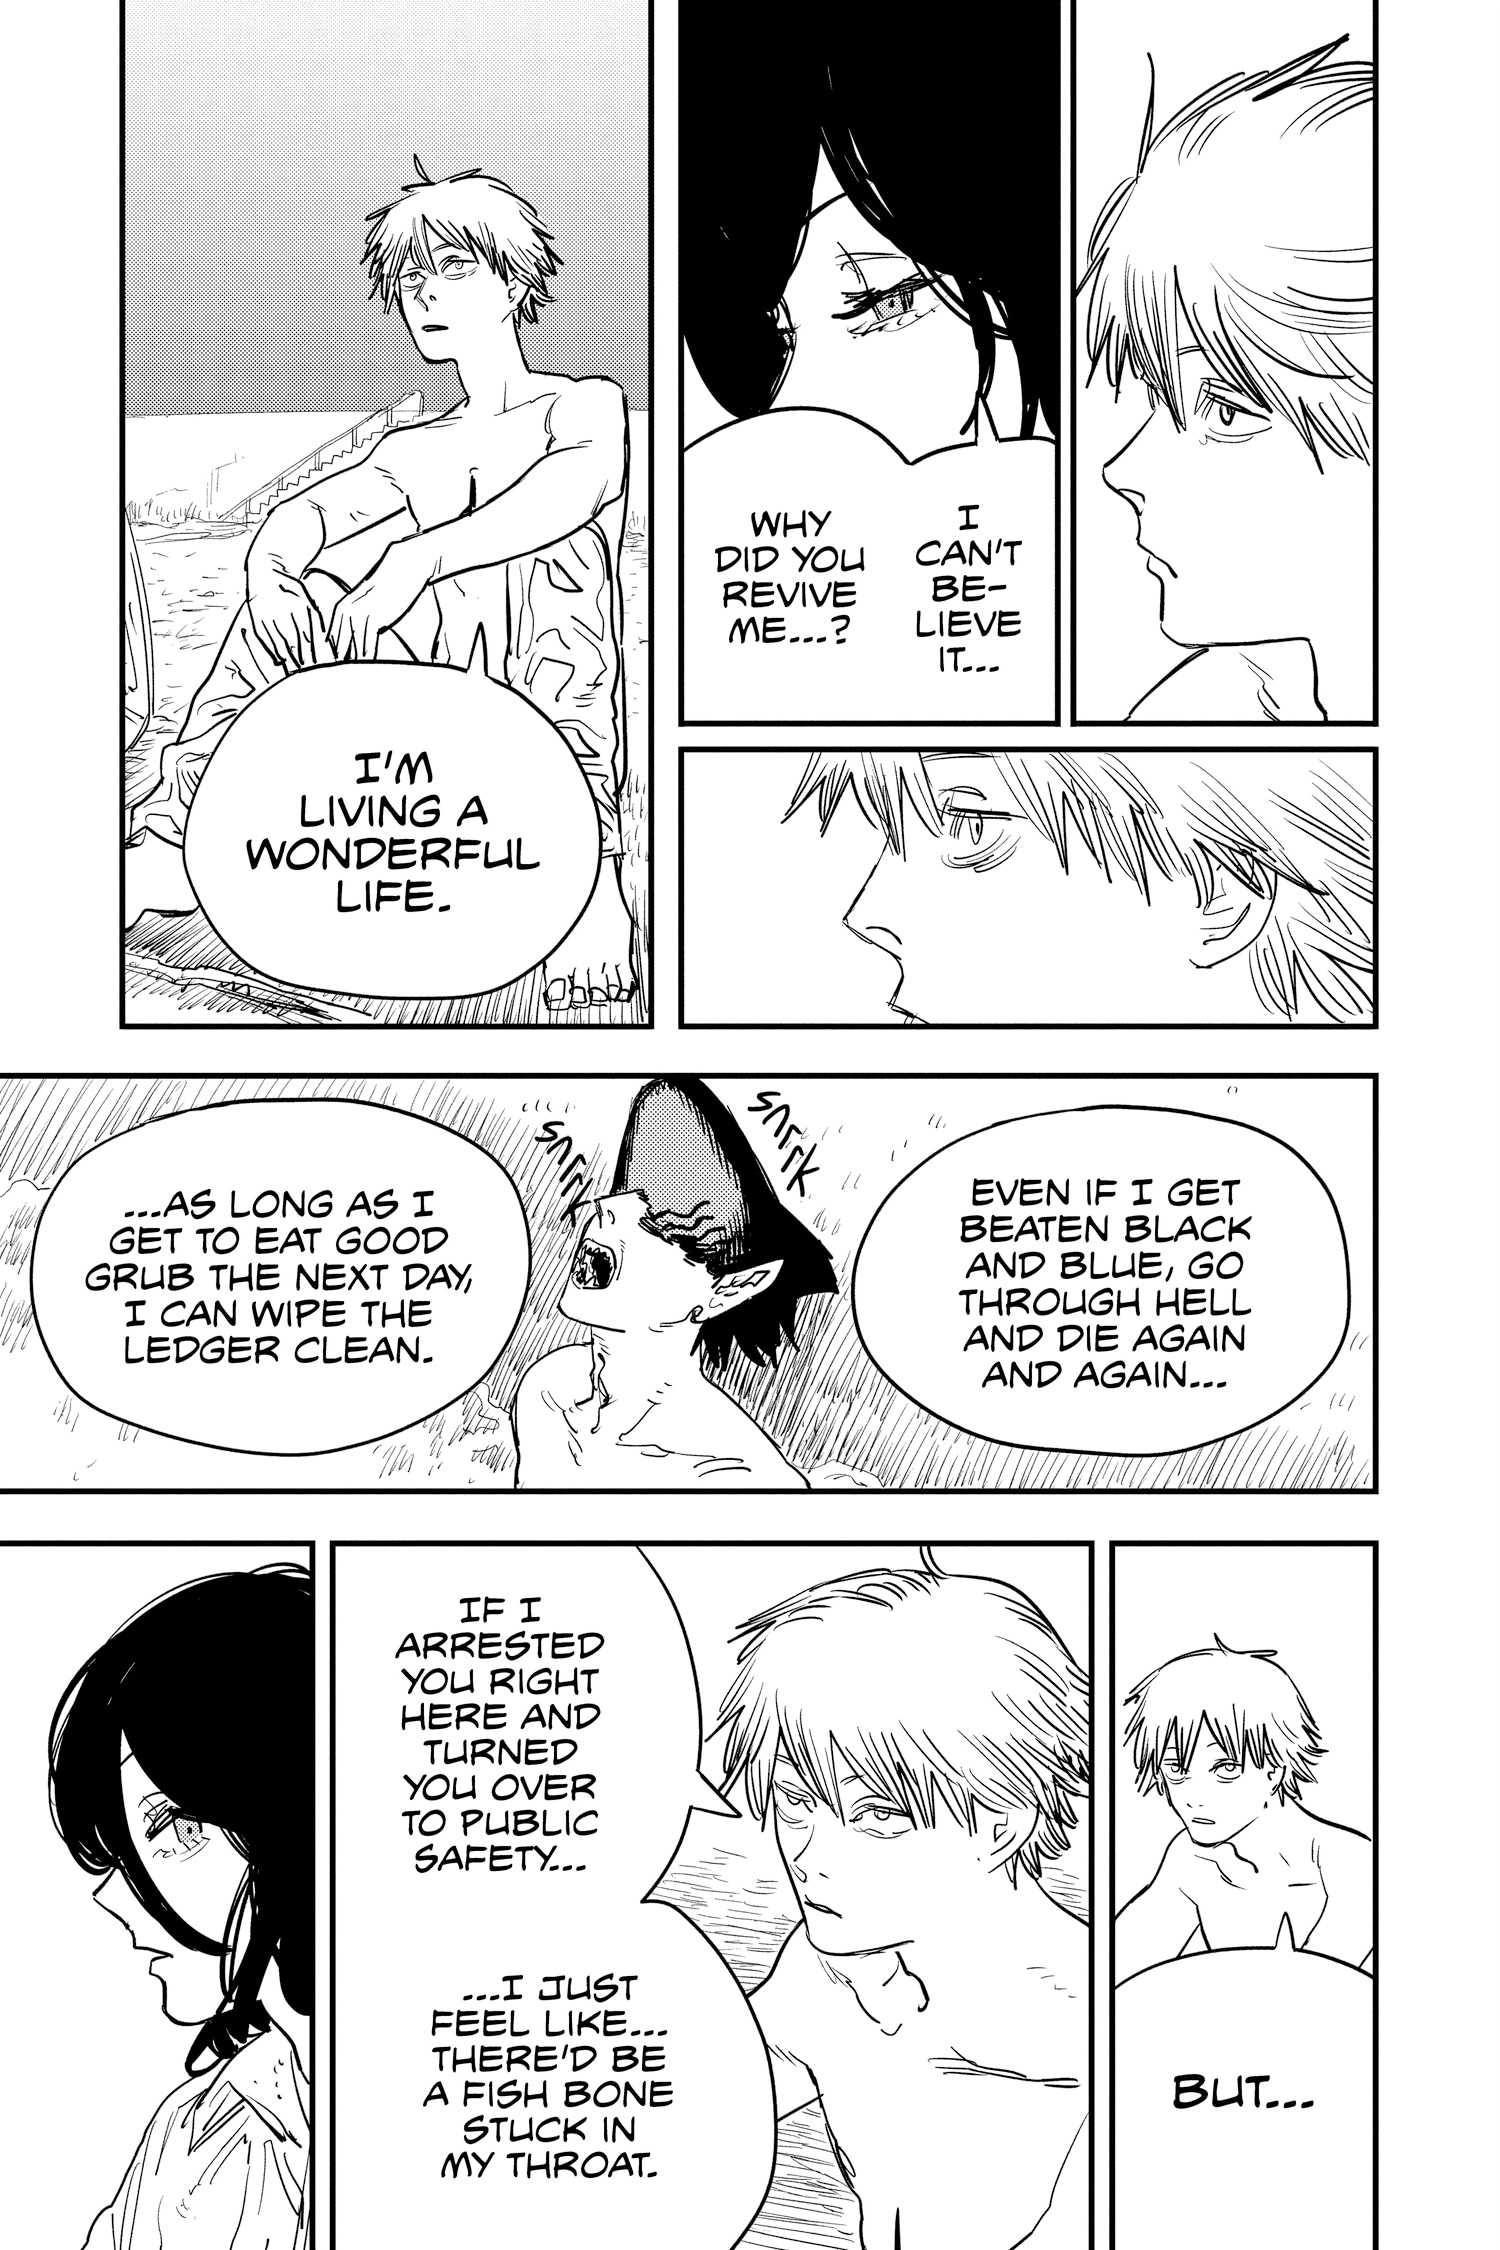 I
CAN'T
BE-
LIEVE
IT...
WHY
DID YOU
REVIVE
ME...?
I'M
LIVING A
WONDERFUL
LIFE.
EVEN IF I GET
BEATEN BLACK
AND BLUE, GO
THROUGH HELL
AND DIE AGAIN
AND AGAIN...
SNRRK
SNRRK
...AS LONG AS I
GET TO EAT GOOD
GRUB THE NEXT DAY,
I CAN WIPE THE
LEDGER CLEAN.
BUT...
IF I
ARRESTED
YOU RIGHT
HERE AND
TURNED
YOU OVER
TO PUBLIC
SAFETY...
...I JUST
FEEL LIKE...
THERE'D BE
A FISH BONE
STUCK IN
MY THROAT.